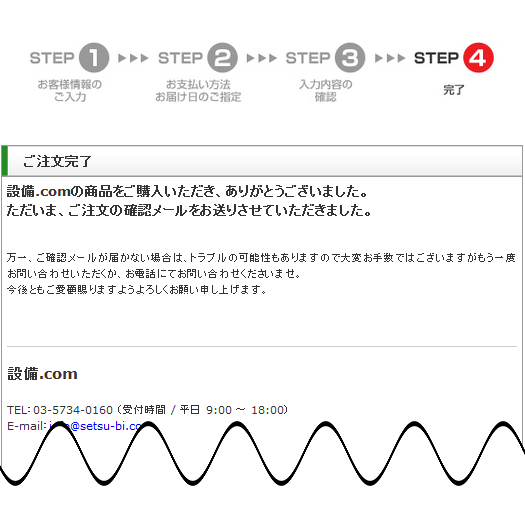 STEP 1 ▶▶▶ STEP 2 ▶▶▶ STEP 3 ▶▶▶ STEP 4
お客様情報の
ご入力
お支払い方法
お届け日のご指定
入力内容の
確認
完了
ご注文完了
設備.comの商品をご購入いただき、ありがとうございました。
ただいま、ご注文の確認メールをお送りさせていただきました。
万一、ご確認メールが届かない場合は、トラブルの可能性もありますので大変お手数ではございますがもう一度
お問い合わせいただくか、お電話にてお問い合わせくださいませ。
今後ともご愛顧賜りますようよろしくお願い申し上げます。
設備.com
TEL:03-5734-0160 (受付時間 / 平日 9:00 ～ 18:00)
E-mail: